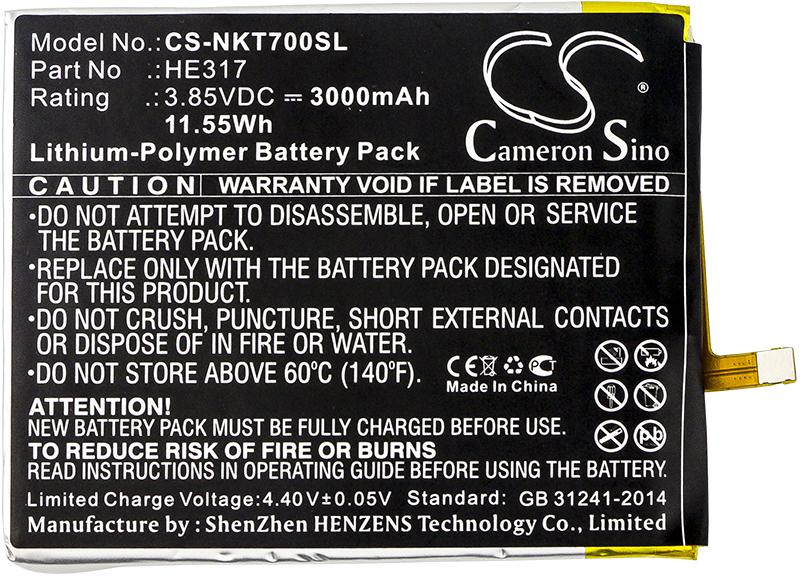 Model No.: CS-NKT700SL
Part No .: HE317
Rating .: 3.85VDC ⎓ 3000mAh
11.55Wh
Lithium-Polymer Battery Pack
CS ®
Cameron Sino
CAUTION WARRANTY VOID IF LABEL IS REMOVED
•DO NOT ATTEMPT TO DISASSEMBLE, OPEN OR SERVICE
THE BATTERY PACK.
•REPLACE ONLY WITH THE BATTERY PACK DESIGNATED
FOR THIS PRODUCT.
•DO NOT CRUSH, PUNCTURE, SHORT EXTERNAL CONTACTS
OR DISPOSE OF IN FIRE OR WATER.
•DO NOT STORE ABOVE 60°C (140°F).
CE PCT
Made In China
Pb
ATTENTION!
NEW BATTERY PACK MUST BE FULLY CHARGED BEFORE USE.
TO REDUCE RISK OF FIRE OR BURNS
READ INSTRUCTIONS IN OPERATING GUIDE BEFORE USING BATTERY
Limited Charge Voltage:4.40V±0.05V Standard: GB 31241-2014
Manufacture by : ShenZhen HENZENS Technology Co., Limited